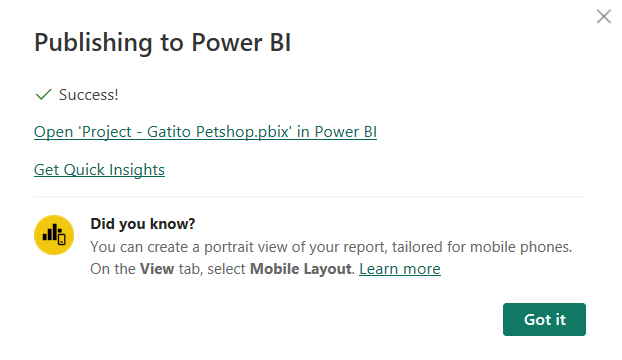 Publishing to Power BI
Success!
Open 'Project - Gatito Petshop.pbix' in Power BI
Get Quick Insights
Did you know?
You can create a portrait view of your report, tailored for mobile phones.
On the View tab, select Mobile Layout. Learn more
Got it